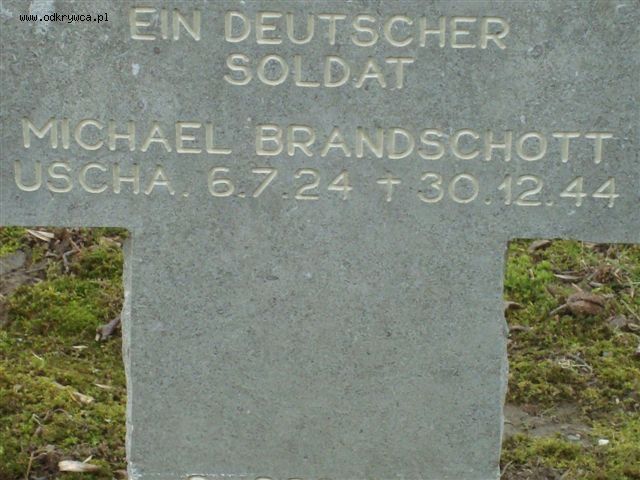 www.odkrywca.pl
EIN DEUTSCHER
SOLDAT
MICHAEL BRANDSCHOTT
USCHA. 6.7.24 ✝ 30.12.44